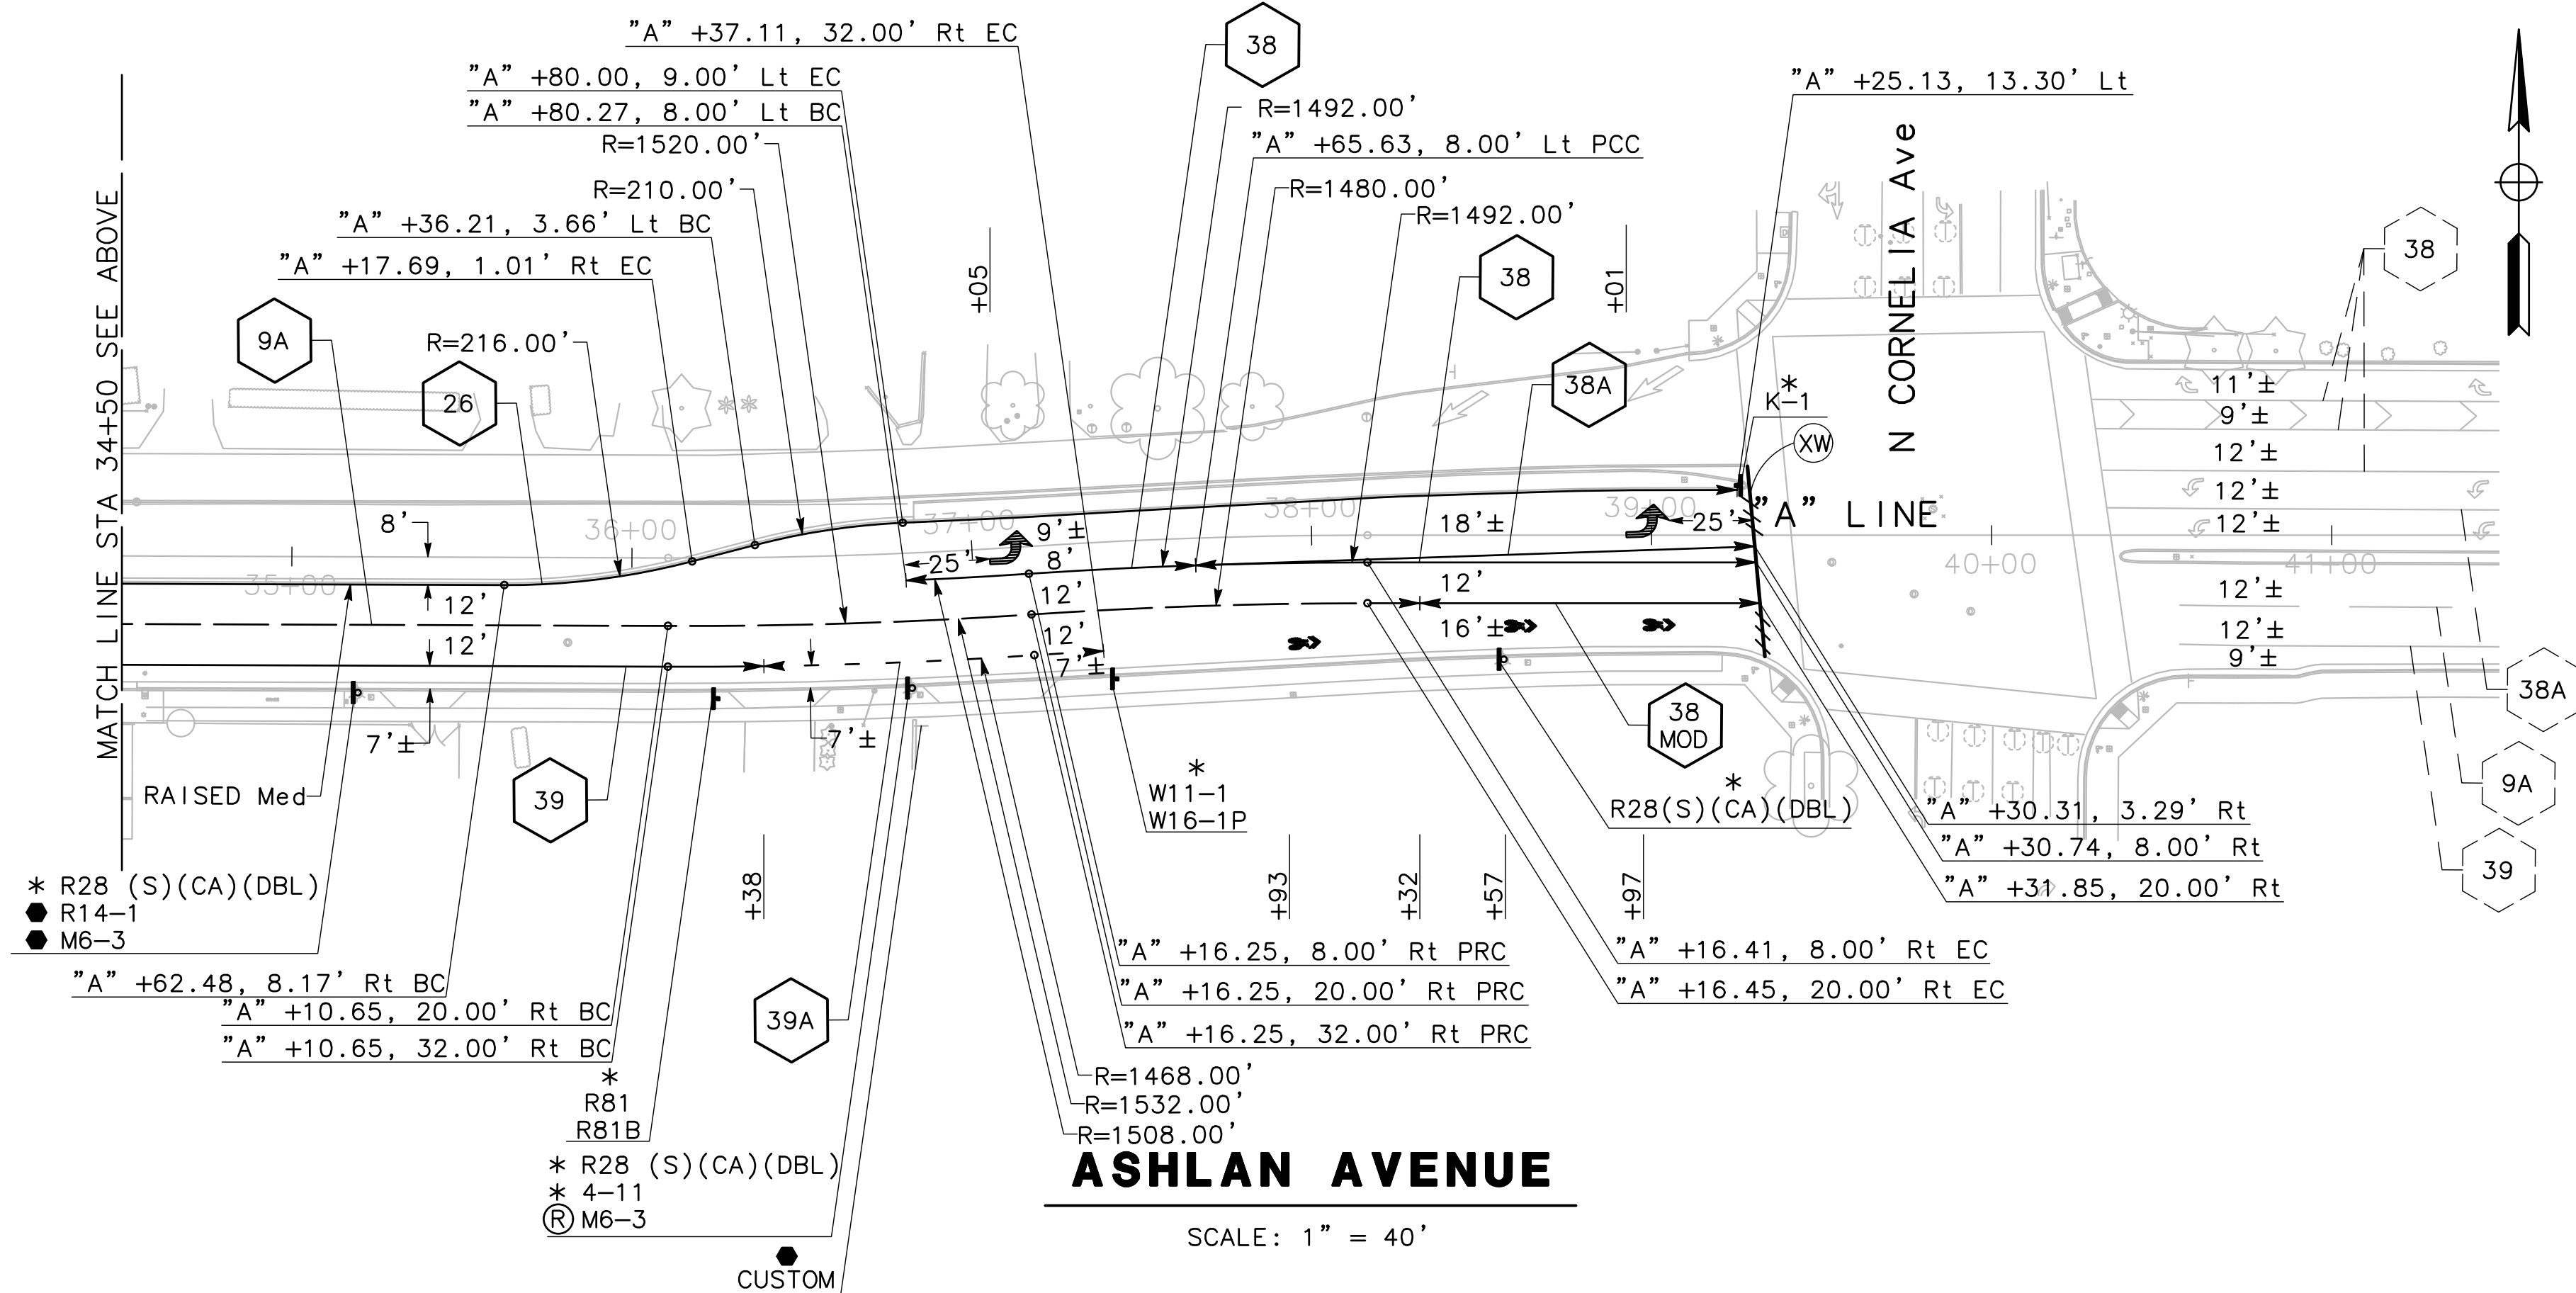 "A" +37.11, 32.00' Rt EC
38
"A" +80.00, 9.00' Lt EC
"A" +25.13, 13.30' Lt
"A" +80.27, 8.00' Lt BC
R=1492.00'
R=1520.00'
"A" +65.63, 8.00' Lt PCC
R=210.00'
R=1480.00'
"A" +36.21, 3.66' Lt BC
R=1492.00'
"A" +17.69, 1.01' Rt EC
+05
+01
38
38
N CORNELIA Ave
MATCH LINE STA 34+50 SEE ABOVE
9A
R=216.00'
26
38A
*
K-1
XW
11'±
9'±
12'±
12'±
12'±
36+00
37+00
38+00
39+00
"A" LINE
8'
9'±
18'±
25'
25'
8'
35+00
40+00
41+00
12'
12'
12'
12'±
12'
12'
16'±
12'±
7'±
9'±
7'±
7'±
38A
38
MOD
RAISED Med
39
*
W11-1
W16-1P
*
R28(S)(CA)(DBL)
9A
"A" +30.31, 3.29' Rt
"A" +30.74, 8.00' Rt
"A" +31.85, 20.00' Rt
39
+38
+93
+32
+57
+97
* R28 (S)(CA)(DBL)
R14-1
M6-3
"A" +62.48, 8.17' Rt BC
"A" +10.65, 20.00' Rt BC
"A" +10.65, 32.00' Rt BC
39A
"A" +16.25, 8.00' Rt PRC
"A" +16.25, 20.00' Rt PRC
"A" +16.25, 32.00' Rt PRC
"A" +16.41, 8.00' Rt EC
"A" +16.45, 20.00' Rt EC
*
R81
R81B
R=1468.00'
R=1532.00'
R=1508.00'
* R28 (S)(CA)(DBL)
* 4-11
R M6-3
CUSTOM
ASHLAN AVENUE
SCALE: 1" = 40'